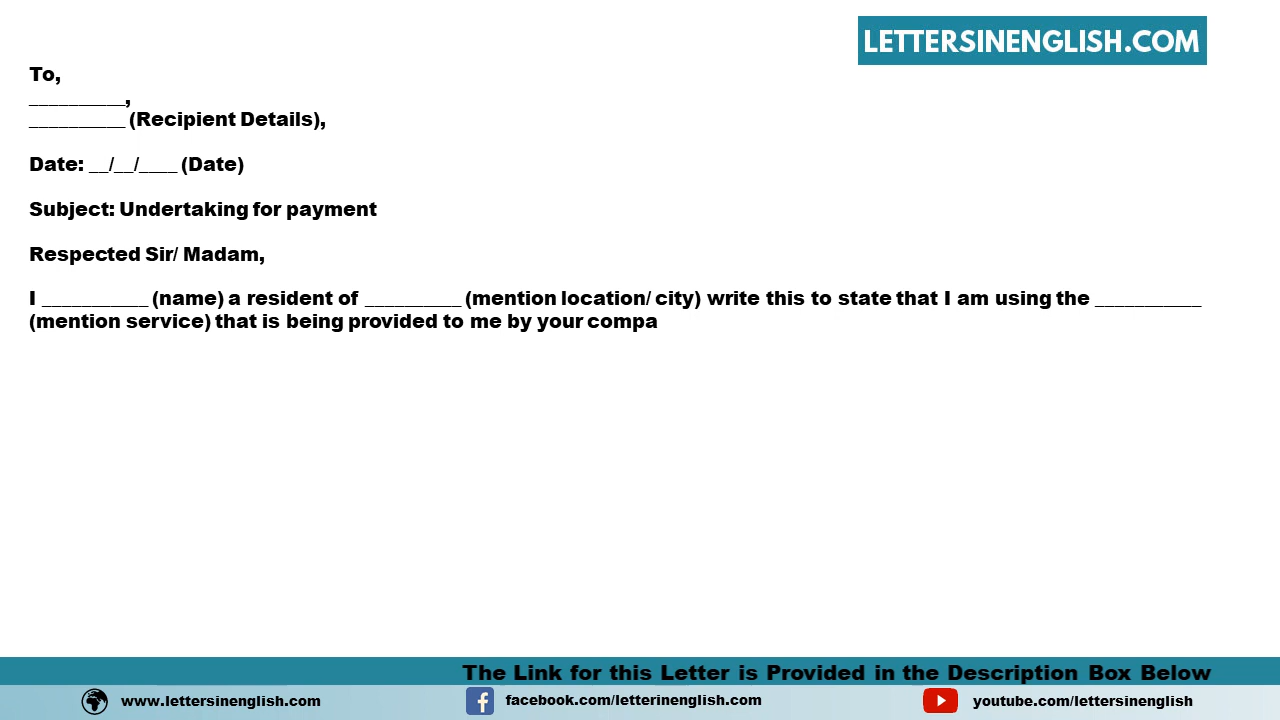 LETTERSINENGLISH.COM
To,
__________,
__________ (Recipient Details),
Date: __/__/____ (Date)
Subject: Undertaking for payment
Respected Sir/ Madam,
I ___________ (name) a resident of __________ (mention location/ city) write this to state that I am using the ___________
(mention service) that is being provided to me by your compa
The Link for this Letter is Provided in the Description Box Below
www.lettersinenglish.com
facebook.com/letterinenglish.com
youtube.com/lettersinenglish